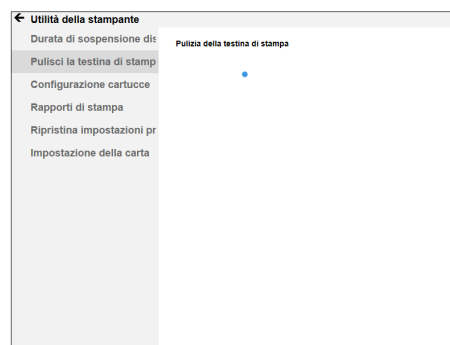 Utilità della stampante
Durata di sospensione dis
Pulisci la testina di stamp
Configurazione cartucce
Rapporti di stampa
Ripristina impostazioni pr
Impostazione della carta
Pulizia della testina di stampa